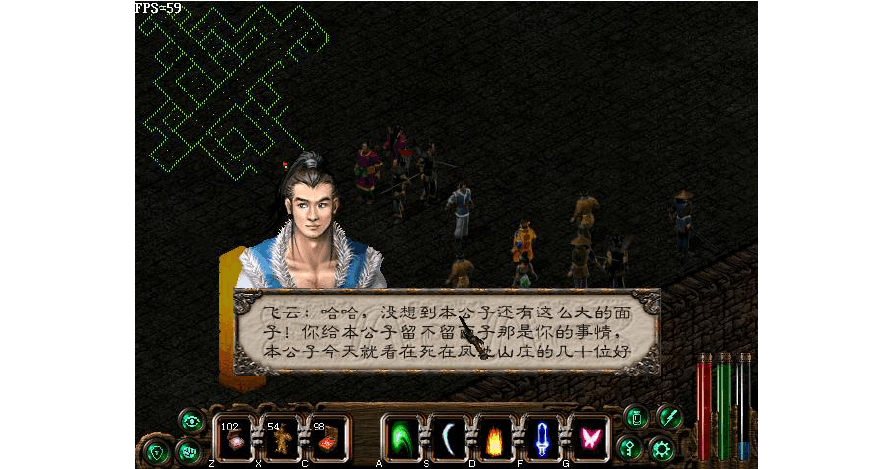 FPS=59
飞云：哈哈，没想到本公子还有这么大的面
子！你给本公子留不留面子那是你的事情，
本公子今天就看在死在凤 山庄的几十位好
102
54
98
Z
X
C
A
S
D
F
G